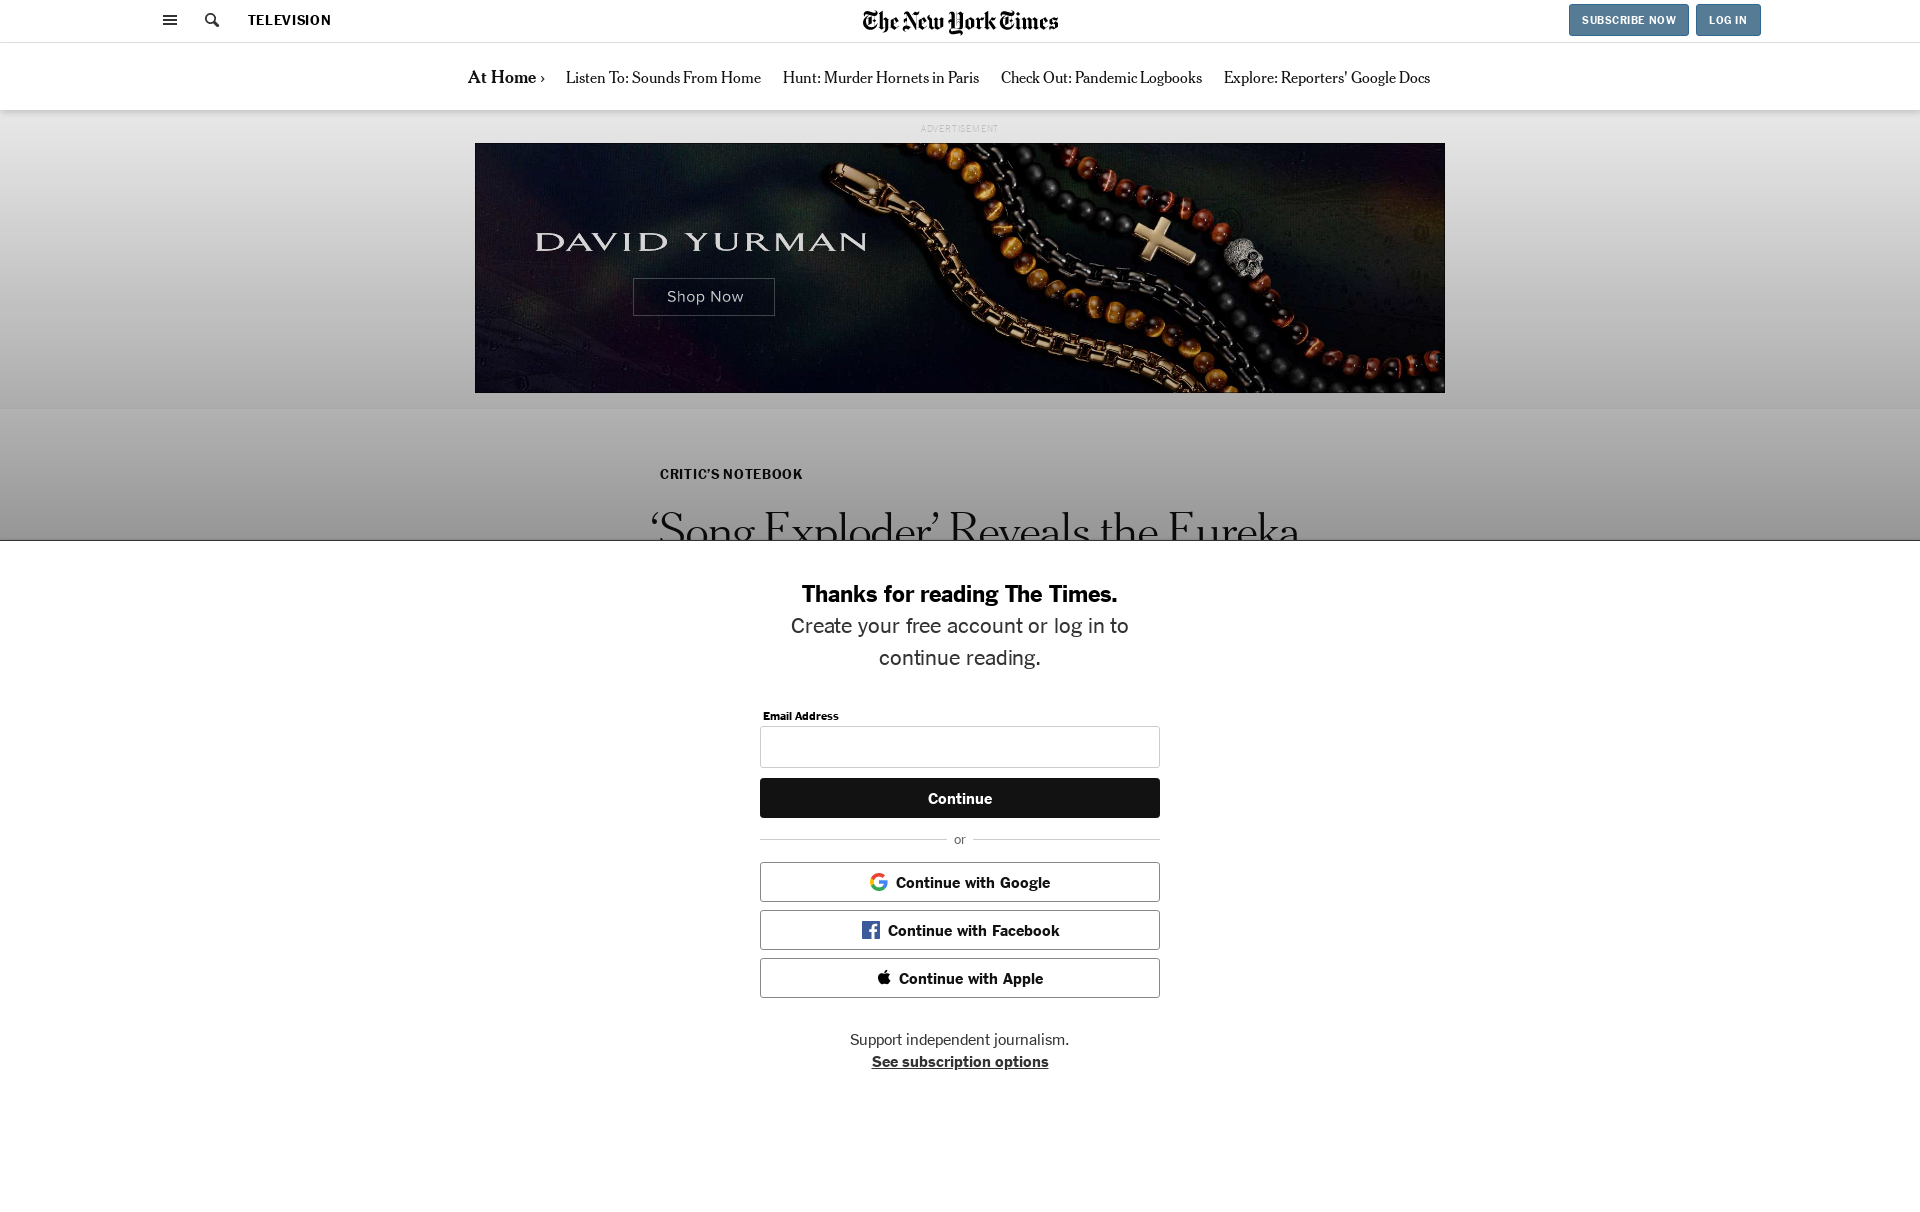 TELEVISION
The New York Times
SUBSCRIBE NOW
LOG IN
At Home ›
Listen To: Sounds From Home
Hunt: Murder Hornets in Paris
Check Out: Pandemic Logbooks
Explore: Reporters' Google Docs
ADVERTISEMENT
DAVID YURMAN
Shop Now
CRITIC’S NOTEBOOK
‘Song Exploder’ Reveals the Eureka
Thanks for reading The Times.
Create your free account or log in to
continue reading.
Email Address
Continue
or
Continue with Google
Continue with Facebook
Continue with Apple
Support independent journalism.
See subscription options